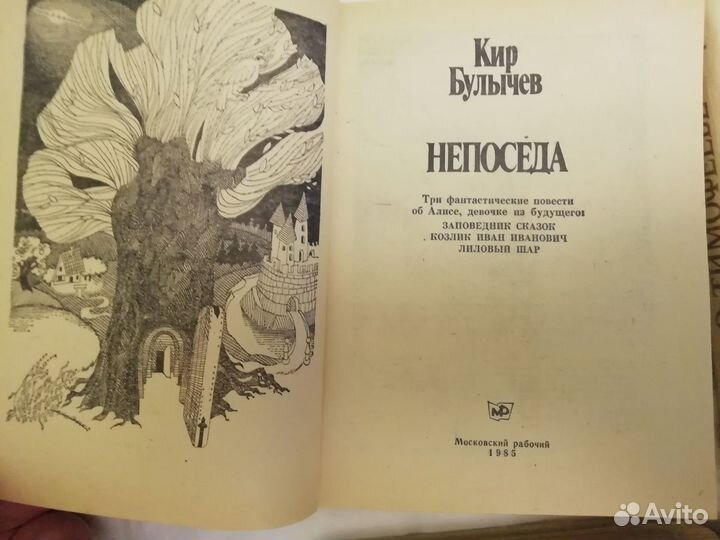 Кир
Булычев
НЕПОСЕДА
Три фантастические повести
об Алисе, девочке из будущего:
ЗАПОВЕДНИК СКАЗОК
КОЗЛИК ИВАН ИВАНОВИЧ
ЛИЛОВЫЙ ШАР
МР
Московский рабочий
1985
Avito